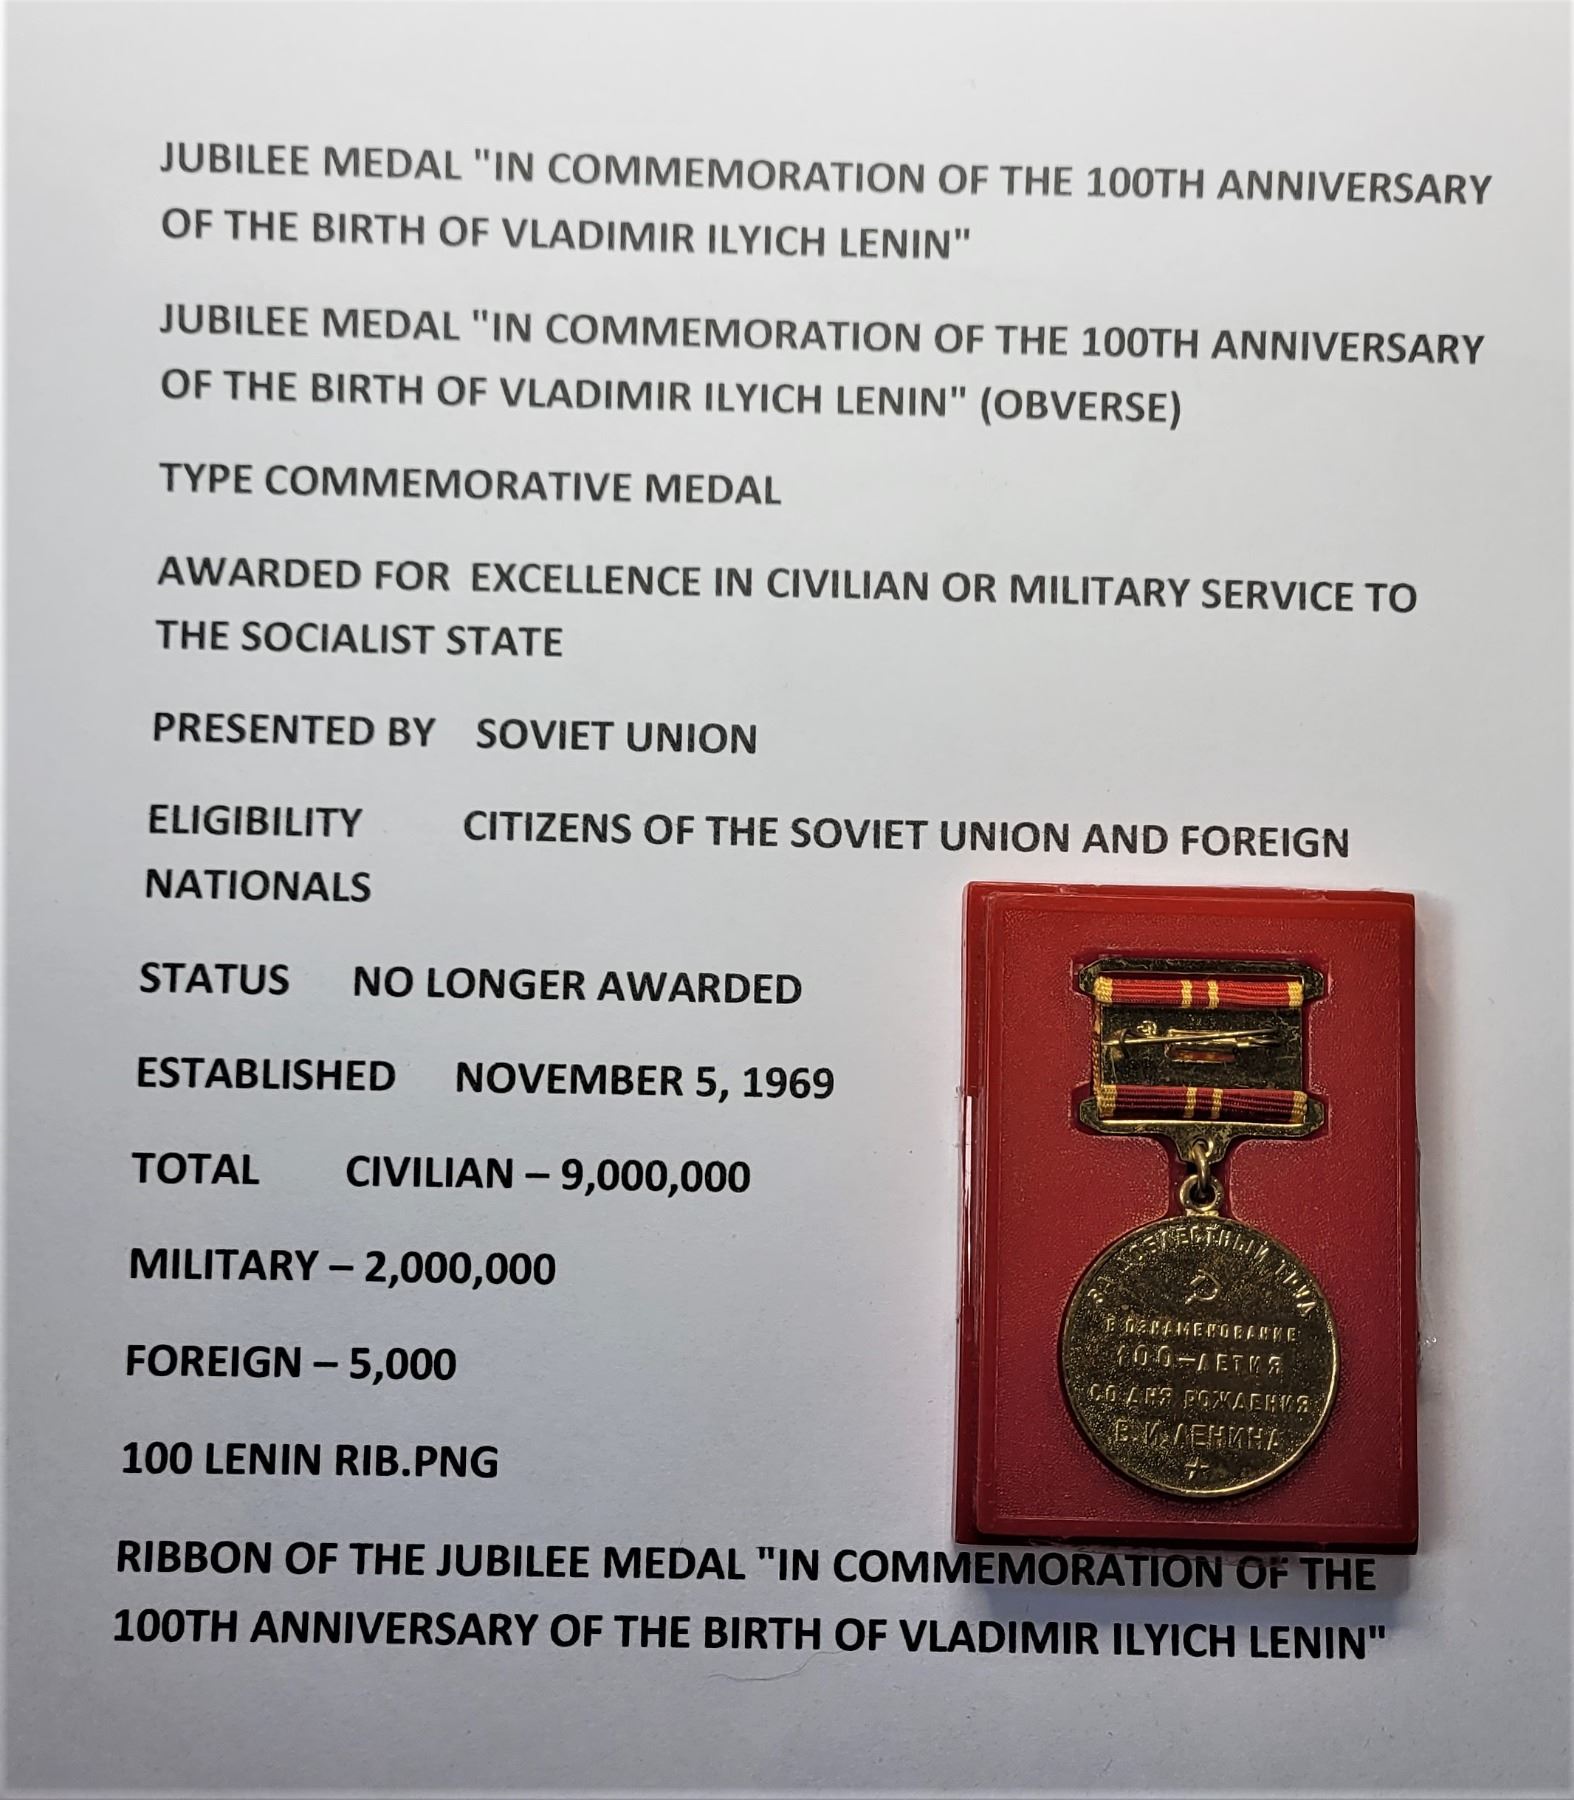 JUBILEE MEDAL "IN COMMEMORATION OF THE 100TH ANNIVERSARY
OF THE BIRTH OF VLADIMIR ILYICH LENIN"
JUBILEE MEDAL "IN COMMEMORATION OF THE 100TH ANNIVERSARY
OF THE BIRTH OF VLADIMIR ILYICH LENIN" (OBVERSE)
TYPE COMMEMORATIVE MEDAL
AWARDED FOR EXCELLENCE IN CIVILIAN OR MILITARY SERVICE TO
THE SOCIALIST STATE
PRESENTED BY SOVIET UNION
ELIGIBILITY CITIZENS OF THE SOVIET UNION AND FOREIGN
NATIONALS
STATUS NO LONGER AWARDED
ESTABLISHED NOVEMBER 5, 1969
TOTAL CIVILIAN – 9,000,000
MILITARY – 2,000,000
FOREIGN – 5,000
100 LENIN RIB.PNG
RIBBON OF THE JUBILEE MEDAL "IN COMMEMORATION OF THE
100TH ANNIVERSARY OF THE BIRTH OF VLADIMIR ILYICH LENIN"
ЗА ДОБЛЕСТНЫЙ ТРУД
В ОЗНАМЕНОВАНИЕ
100–ЛЕТИЯ
СО ДНЯ РОЖДЕНИЯ
В.И.ЛЕНИНА